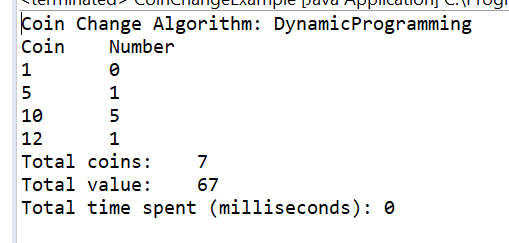 <terminated> CoinChangeExample [Java Application] C:\Progr
Coin Change Algorithm: DynamicProgramming
Coin Number
1 0
5 1
10 5
12 1
Total coins: 7
Total value: 67
Total time spent (milliseconds): 0